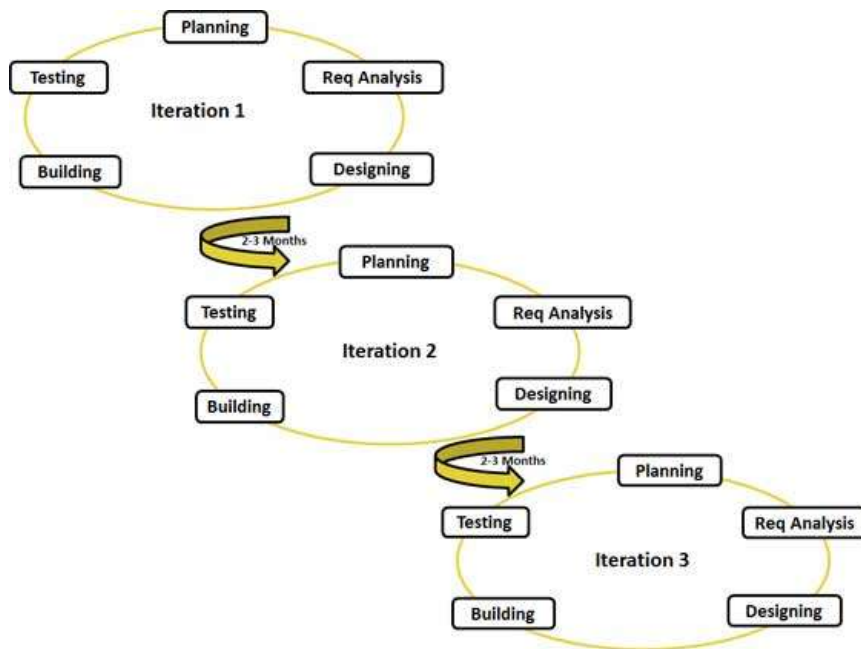 Planning
Testing
Req Analysis
Iteration 1
Building
Designing
2-3 Months
Planning
Testing
Req Analysis
Iteration 2
Building
Designing
2-3 Months
Planning
Testing
Req Analysis
Iteration 3
Building
Designing